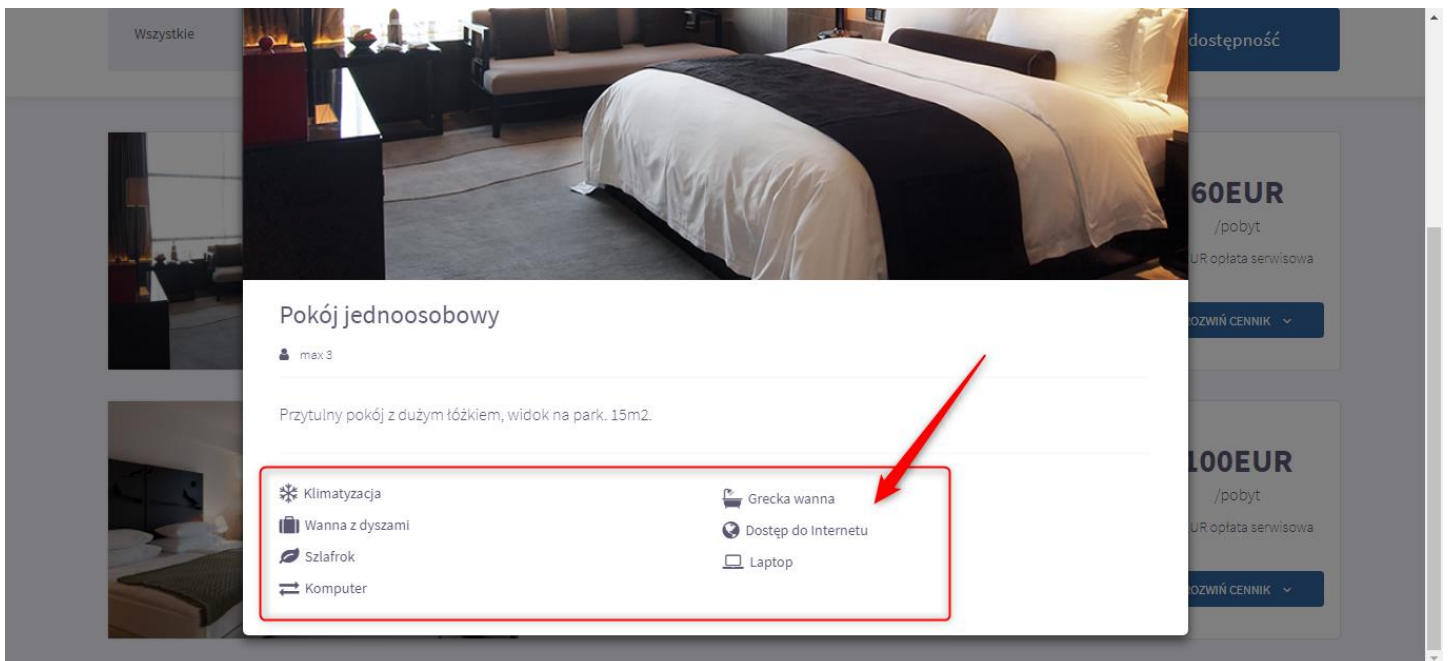 Wszystkie
dostępność
60EUR
/pobyt
UR opłata serwisowa
OZWIŃ CENNIK
Pokój jednoosobowy
max 3
Przytulny pokój z dużym łóżkiem, widok na park. 15m2.
Klimatyzacja
Wanna z dyszami
Szlafrok
Komputer
Grecka wanna
Dostęp do Internetu
Laptop
100EUR
/pobyt
UR opłata serwisowa
OZWIŃ CENNIK